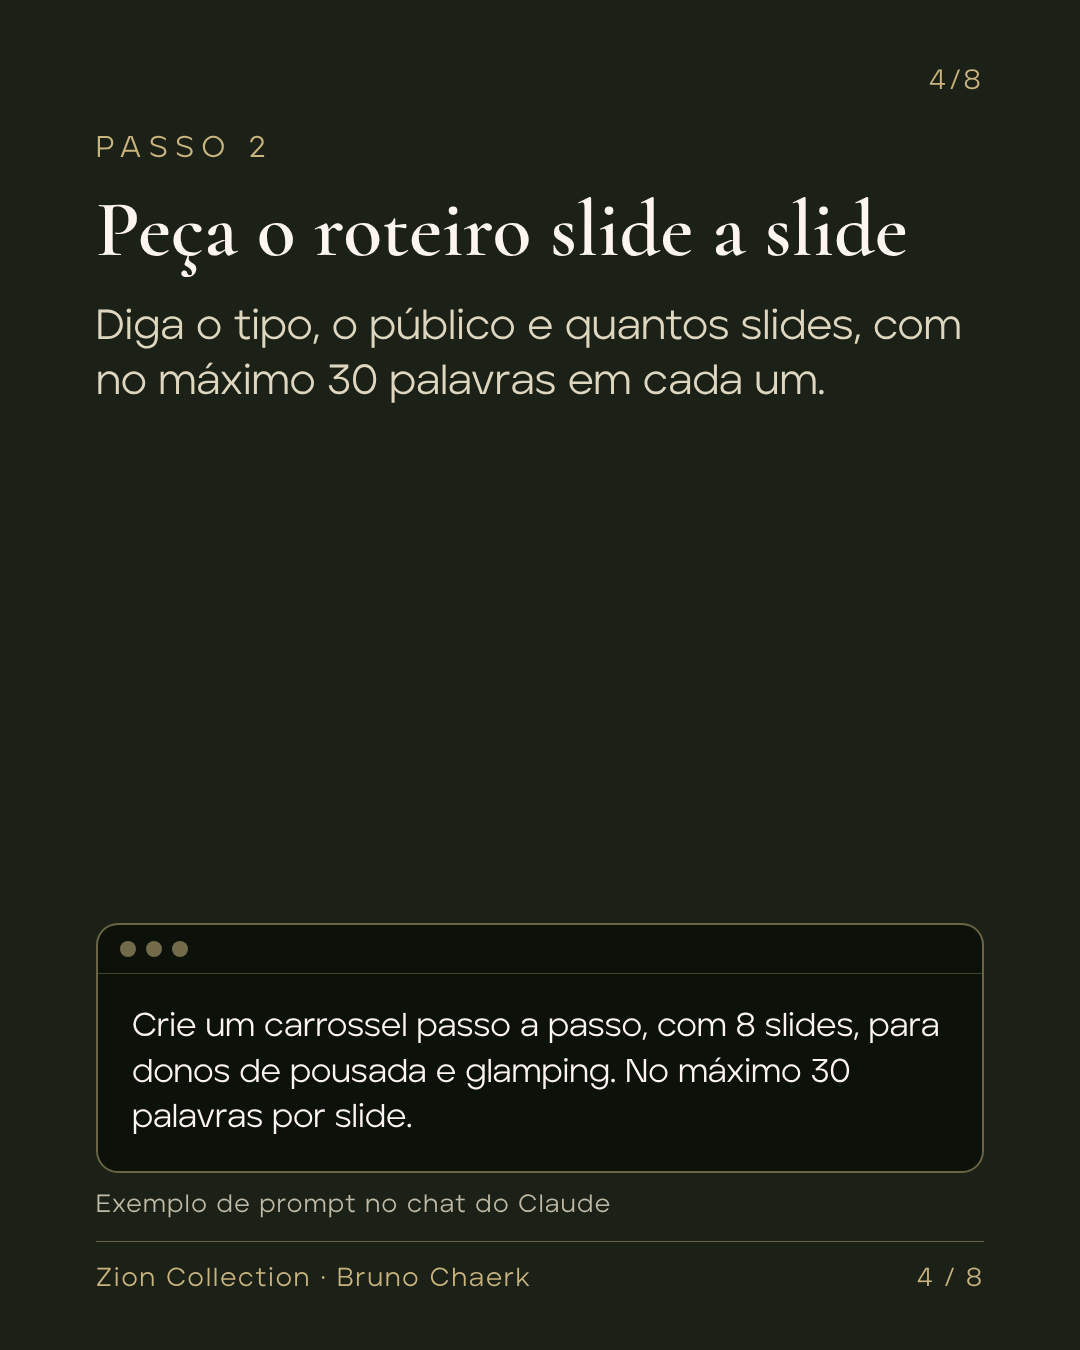 4/8
PASSO 2
Peça o roteiro slide a slide
Diga o tipo, o público e quantos slides, com
no máximo 30 palavras em cada um.
Crie um carrossel passo a passo, com 8 slides, para
donos de pousada e glamping. No máximo 30
palavras por slide.
Exemplo de prompt no chat do Claude
Zion Collection · Bruno Chaerk
4 / 8